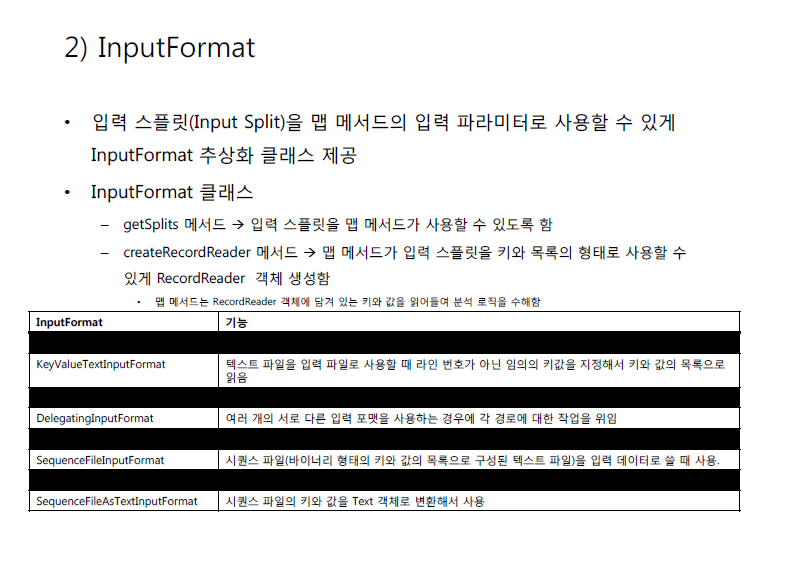 2) InputFormat
• 입력 스플릿(Input Split)을 맵 메서드의 입력 파라미터로 사용할 수 있게
InputFormat 추상화 클래스 제공
• InputFormat 클래스
– getSplits 메서드 → 입력 스플릿을 맵 메서드가 사용할 수 있도록 함
– createRecordReader 메서드 → 맵 메서드가 입력 스플릿을 키와 목록의 형태로 사용할 수
있게 RecordReader 객체 생성함
• 맵 메서드는 RecordReader 객체에 담겨 있는 키와 값을 읽어들여 분석 로직을 수해함
InputFormat 기능
KeyValueTextInputFormat 텍스트 파일을 입력 파일로 사용할 때 라인 번호가 아닌 임의의 키값을 지정해서 키와 값의 목록으로
읽음
DelegatingInputFormat 여러 개의 서로 다른 입력 포맷을 사용하는 경우에 각 경로에 대한 작업을 위임
SequenceFileInputFormat 시퀀스 파일(바이너리 형태의 키와 값의 목록으로 구성된 텍스트 파일)을 입력 데이터로 쓸 때 사용.
SequenceFileAsTextInputFormat 시퀀스 파일의 키와 값을 Text 객체로 변환해서 사용